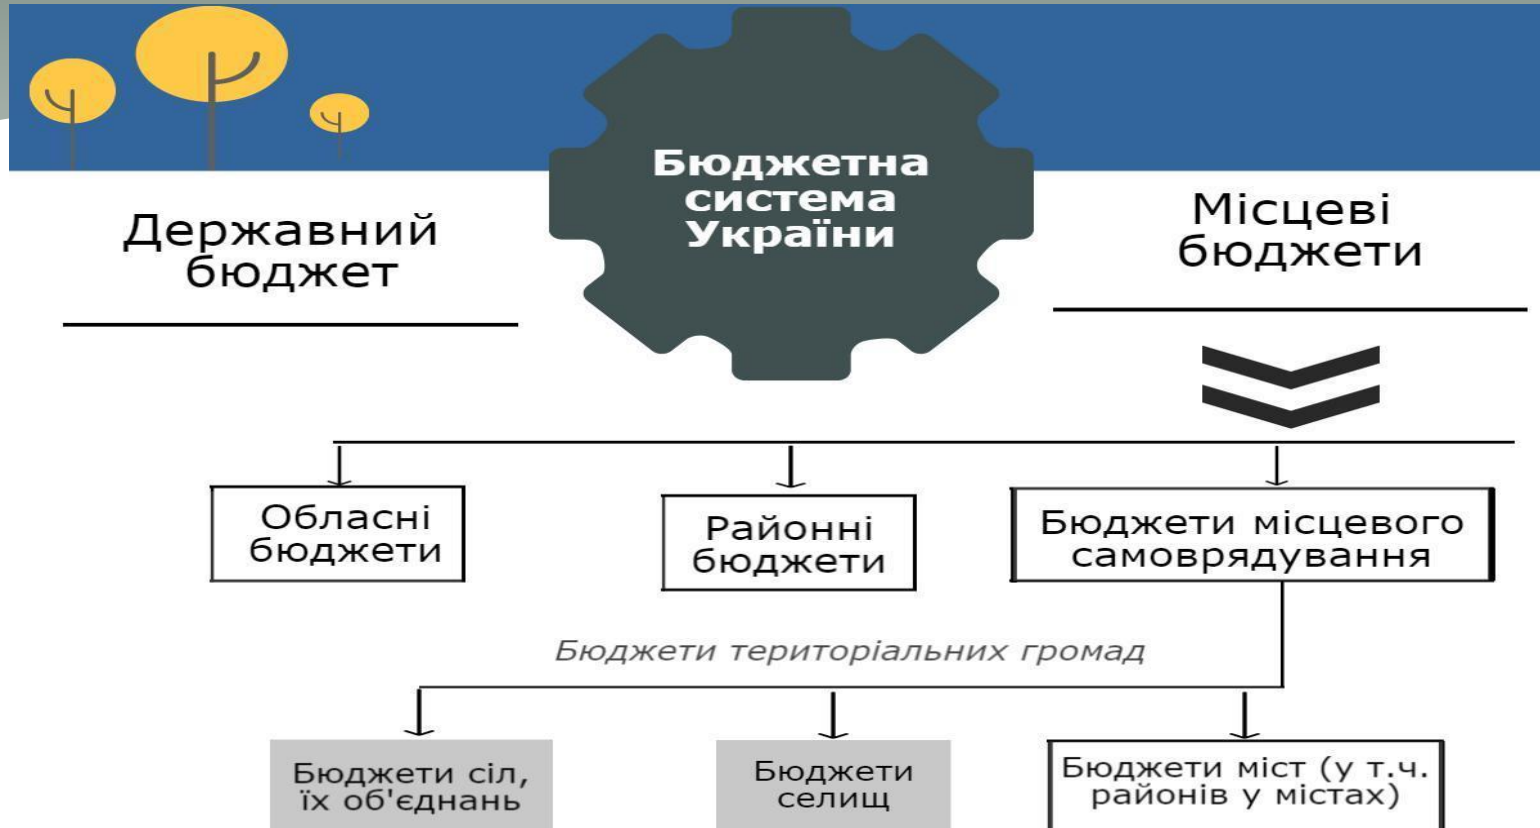 Бюджетна
система
України
Державний
бюджет
Місцеві
бюджети
Обласні
бюджети
Районні
бюджети
Бюджети місцевого
самоврядування
Бюджети територіальних громад
Бюджети сіл,
їх об'єднань
Бюджети
селищ
Бюджети міст (у т.ч.
районів у містах)